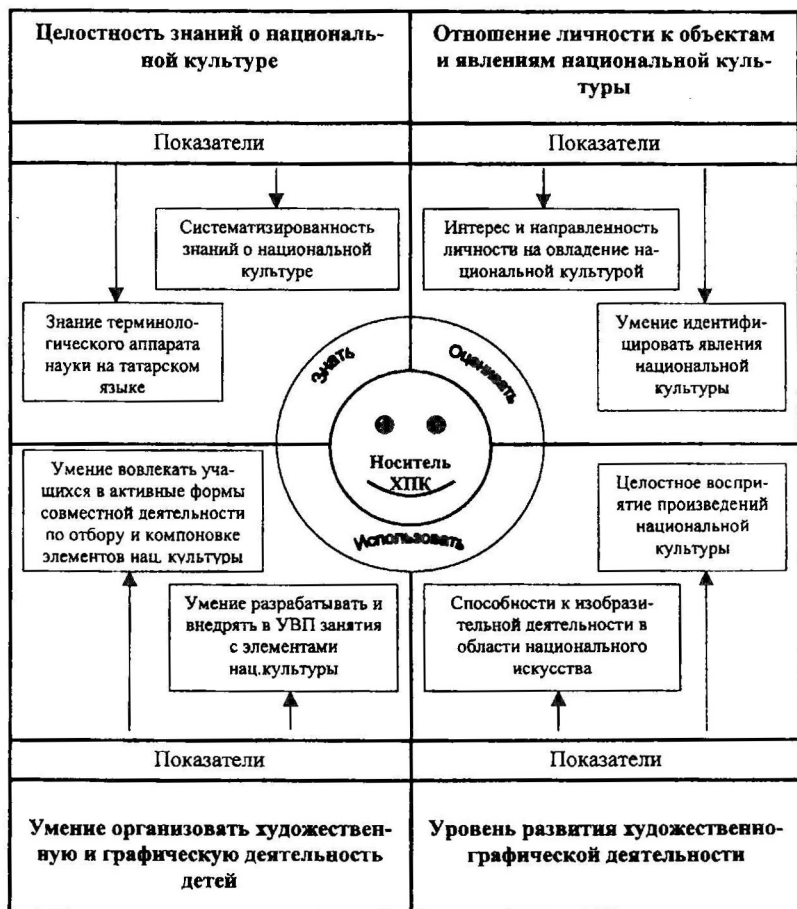 Целостность знаний о националь-
ной культуре
Отношение личности к объектам
и явлениям национальной куль-
туры
Показатели
Показатели
Систематизированность
знаний о национальной
культуре
Интерес и направленность
личности на овладение на-
циональной культурой
Знание терминоло-
гического аппарата
науки на татарском
языке
Умение идентифи-
цировать явления
национальной
культуры
Знать
Оценивать
Носитель
ХПК
Использовать
Умение вовлекать уча-
щихся в активные формы
совместной деятельности
по отбору и компоновке
элементов нац. культуры
Целостное воспри-
ятие произведений
национальной
культуры
Умение разрабатывать и
внедрять в УВП занятия
с элементами
нац.культуры
Способности к изобрази-
тельной деятельности в
области национального
искусства
Показатели
Показатели
Умение организовать художествен-
ную и графическую деятельность
детей
Уровень развития художественно-
графической деятельности